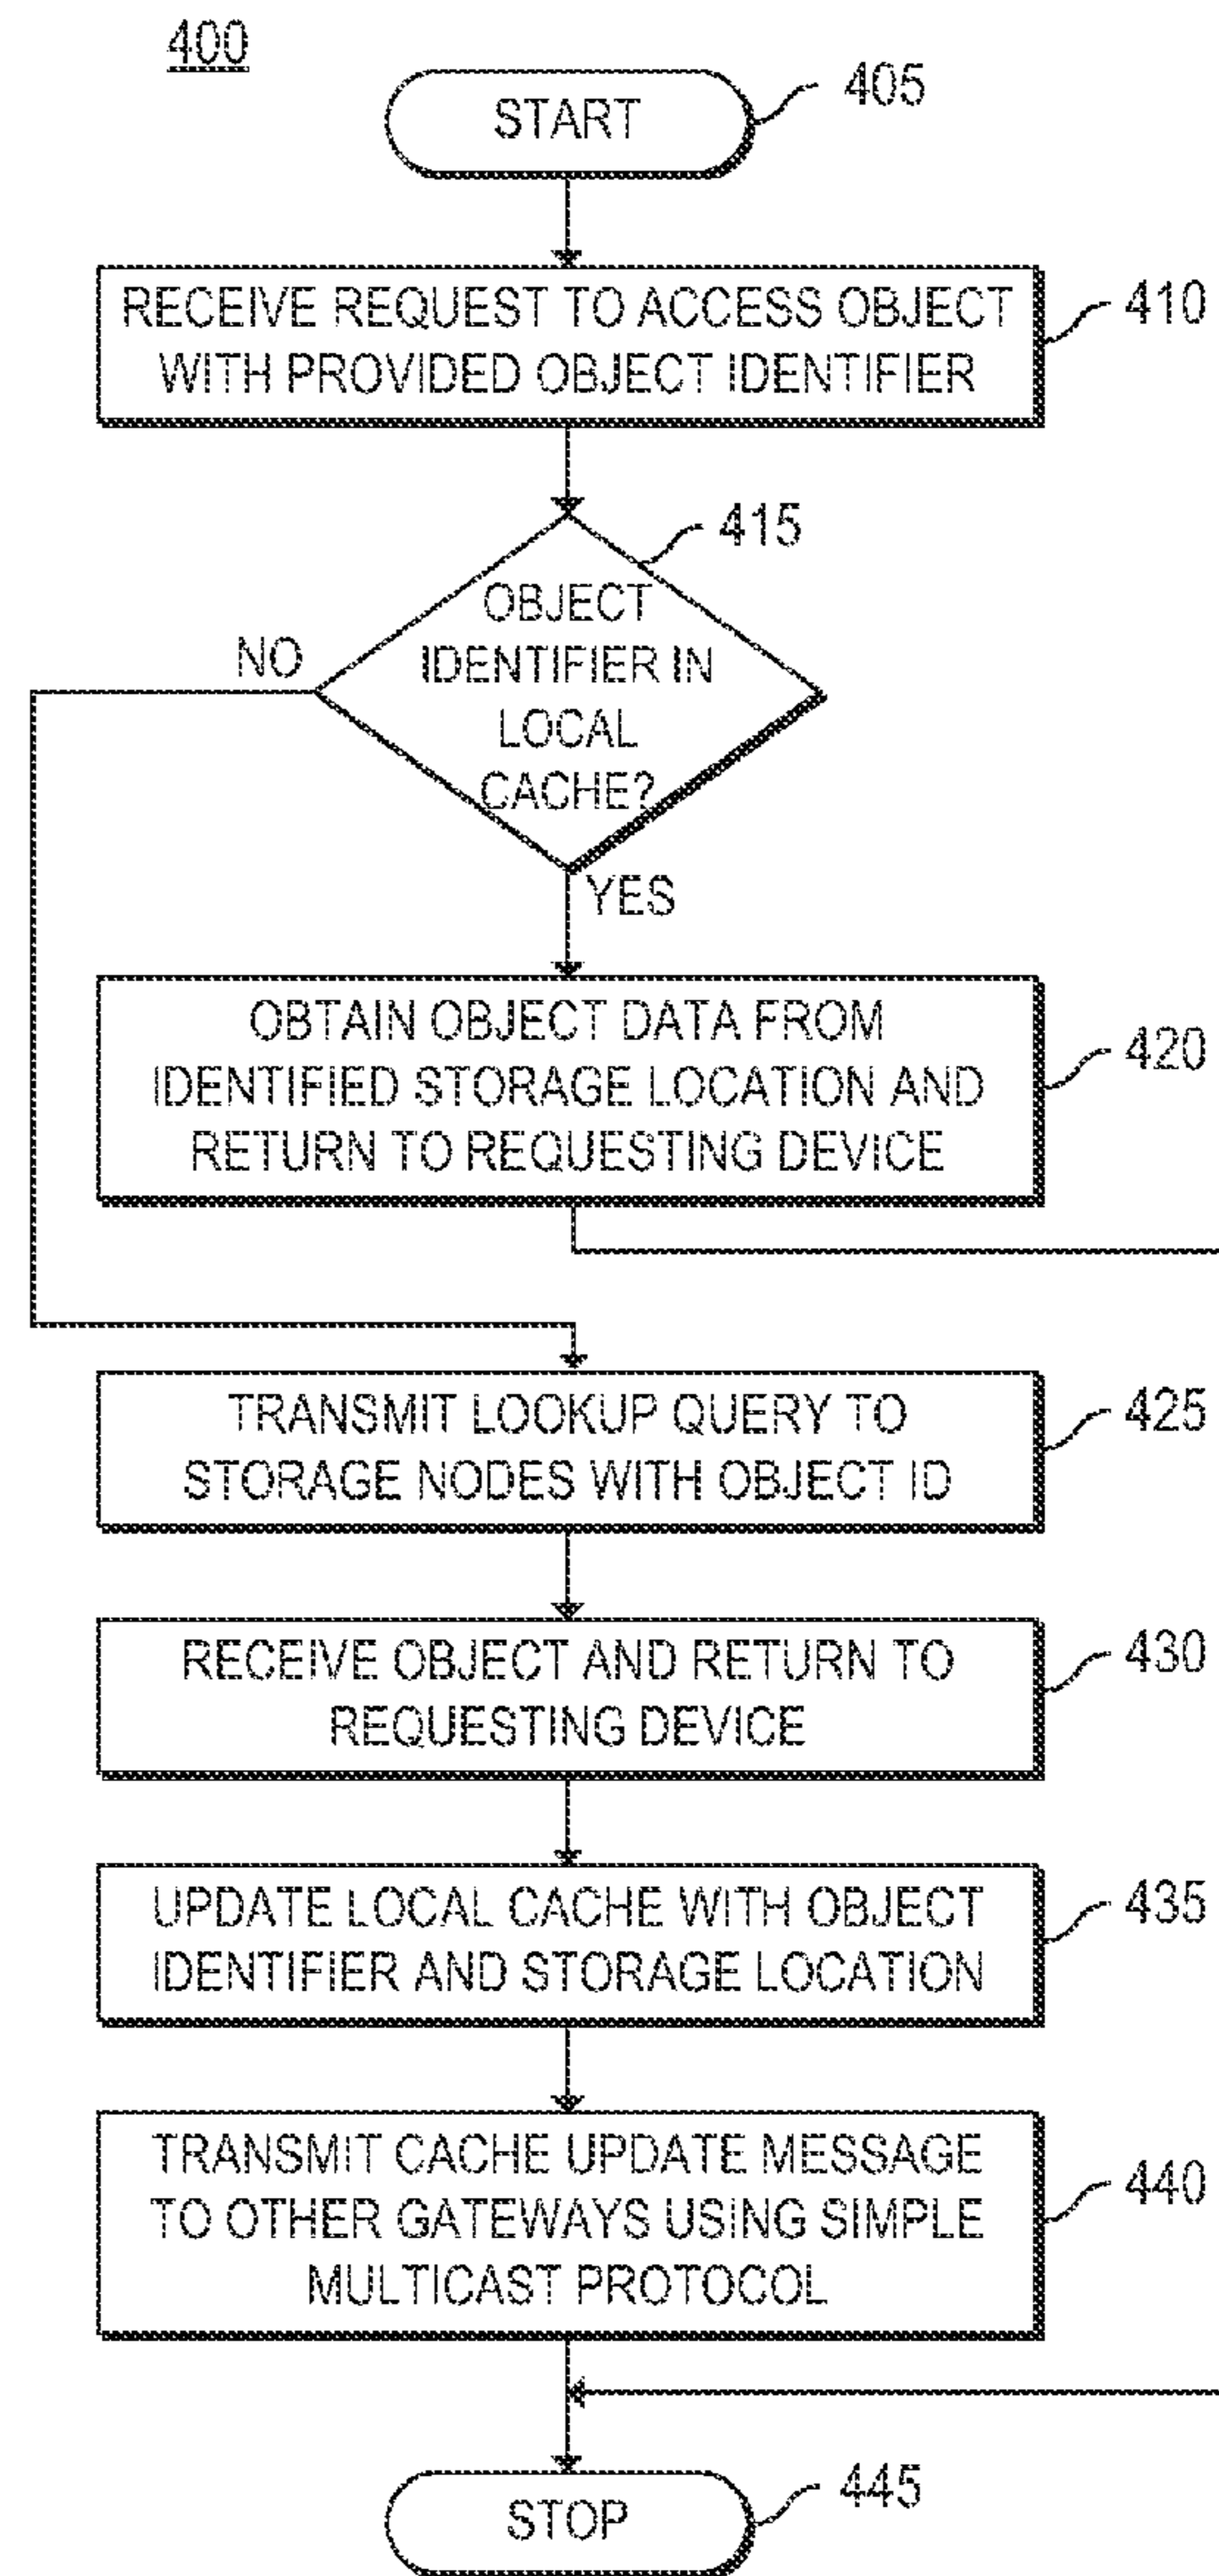 400
START
405
RECEIVE REQUEST TO ACCESS OBJECT
WITH PROVIDED OBJECT IDENTIFIER
410
415
OBJECT
IDENTIFIER IN
LOCAL
CACHE?
NO
YES
OBTAIN OBJECT DATA FROM
IDENTIFIED STORAGE LOCATION AND
RETURN TO REQUESTING DEVICE
420
TRANSMIT LOOKUP QUERY TO
STORAGE NODES WITH OBJECT ID
425
RECEIVE OBJECT AND RETURN TO
REQUESTING DEVICE
430
UPDATE LOCAL CACHE WITH OBJECT
IDENTIFIER AND STORAGE LOCATION
435
TRANSMIT CACHE UPDATE MESSAGE
TO OTHER GATEWAYS USING SIMPLE
MULTICAST PROTOCOL
440
STOP
445